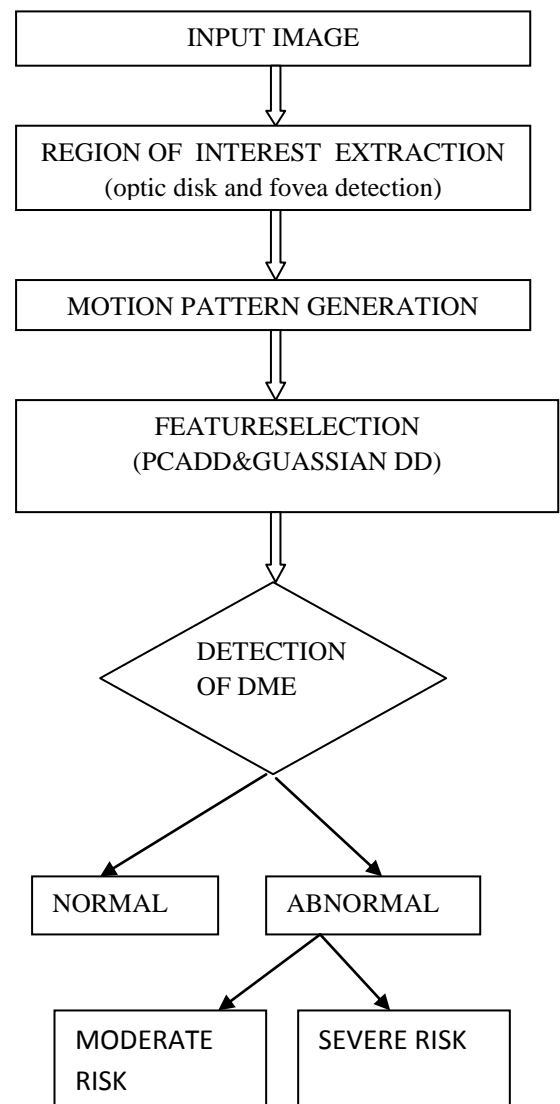 INPUT IMAGE
REGION OF INTEREST EXTRACTION
(optic disk and fovea detection)
MOTION PATTERN GENERATION
FEATURESELECTION
(PCADD&GUASSIAN DD)
DETECTION
OF DME
NORMAL
ABNORMAL
MODERATE
RISK
SEVERE RISK